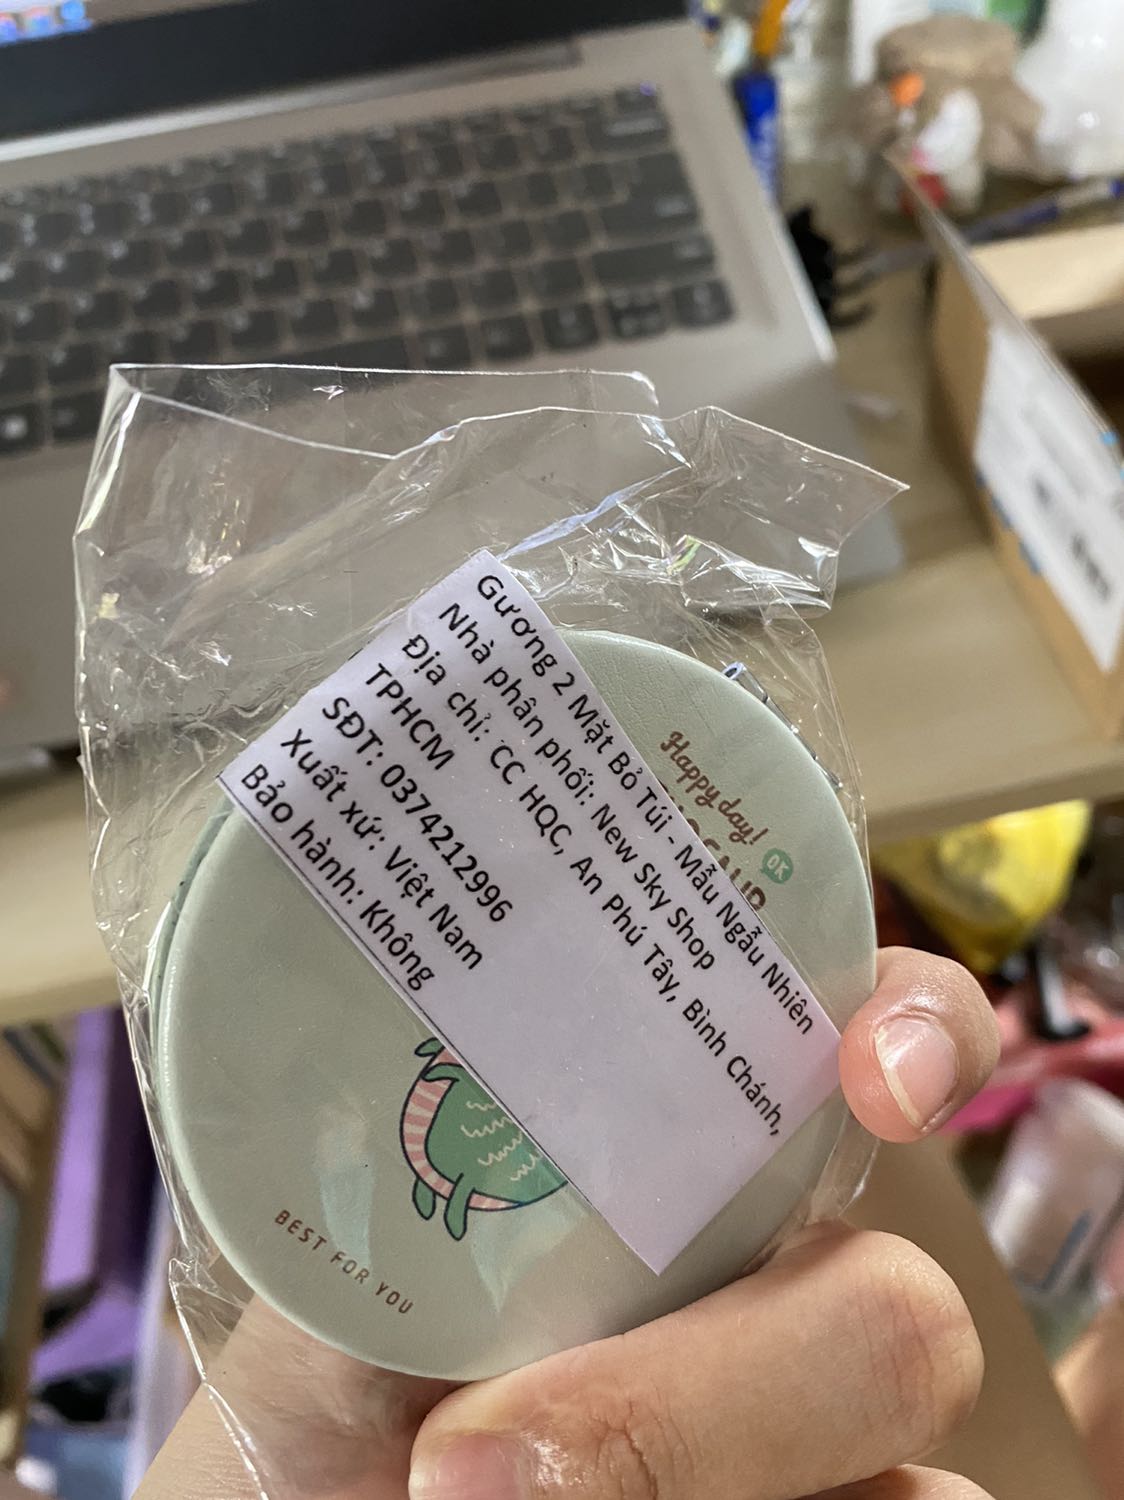 Gương 2 Mặt Bỏ Túi - Mẫu Ngẫu Nhiên
Nhà phân phối: New Sky Shop
Địa chỉ: CC HQC, An Phú Tây, Bình Chánh,
TPHCM
SĐT: 0374212996
Xuất xứ: Việt Nam
Bảo hành: Không
Happy day!
OK
BEST FOR YOU